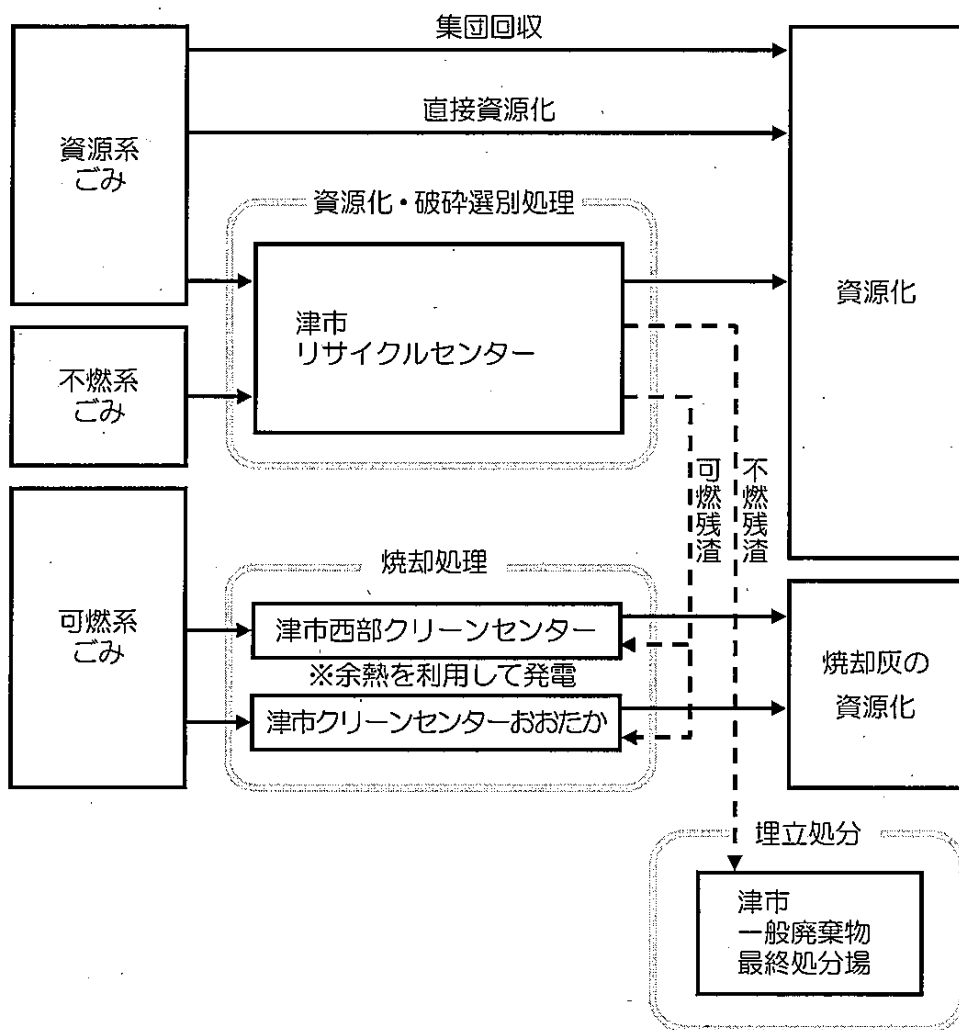 集団回収
直接資源化
資源系
ごみ
資源化・破砕選別処理
津市
リサイクルセンター
資源化
不燃系
ごみ
可燃残渣
不燃残渣
可燃系
ごみ
焼却処理
津市西部クリーンセンター
※余熱を利用して発電
津市クリーンセンターおおたか
焼却灰の
資源化
埋立処分
津市
一般廃棄物
最終処分場